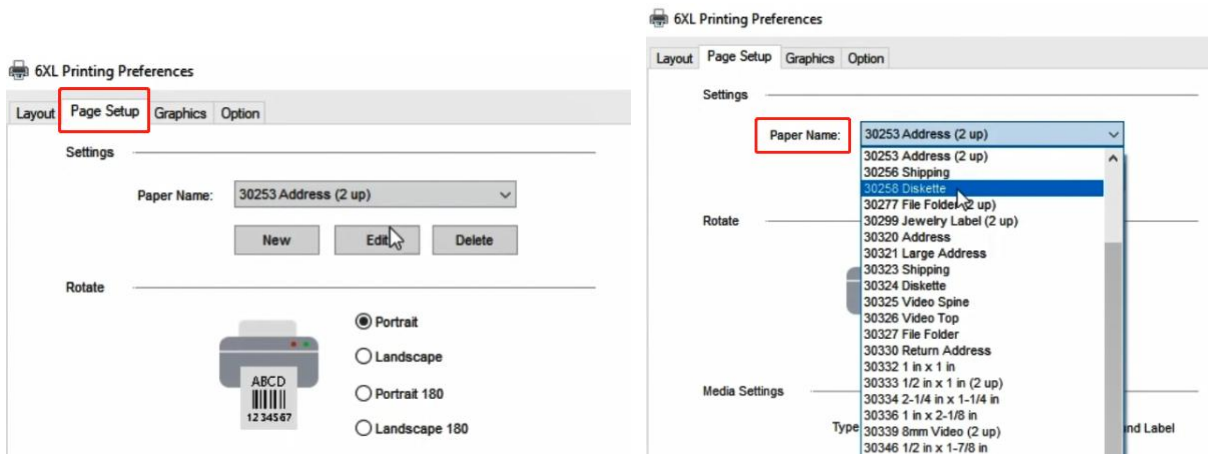 6XL Printing Preferences
Layout Page Setup Graphics Option
Settings
Paper Name: 30253 Address (2 up)
New Edit Delete
Rotate
Portrait
Landscape
Portrait 180
Landscape 180
ABCD
1234567
6XL Printing Preferences
Layout Page Setup Graphics Option
Settings
Paper Name: 30253 Address (2 up)
30253 Address (2 up)
30256 Shipping
30258 Diskette
30277 File Folder (2 up)
30299 Jewelry Label (2 up)
30320 Address
30321 Large Address
30323 Shipping
30324 Diskette
30325 Video Spine
30326 Video Top
30327 File Folder
30330 Return Address
30332 1 in x 1 in
30333 1/2 in x 1 in (2 up)
30334 2-1/4 in x 1-1/4 in
30336 1 in x 2-1/8 in
30339 8mm Video (2 up)
30346 1/2 in x 1-7/8 in
Rotate
Media Settings
Type
nd Label